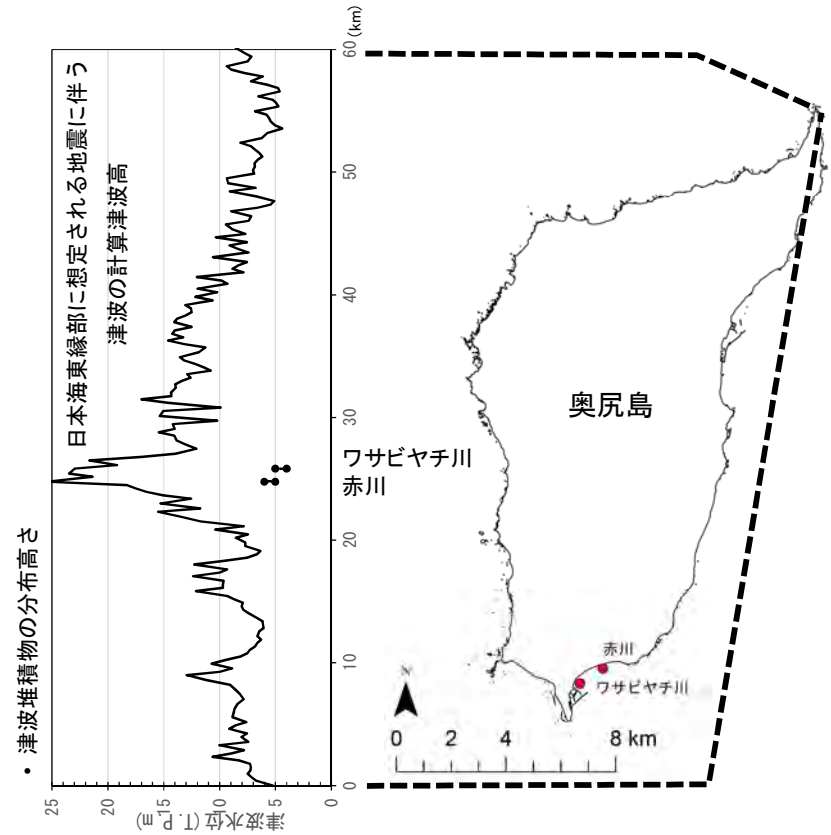 ・津波堆積物の分布高さ
日本海東縁部に想定される地震に伴う
津波の計算津波高
津波水位(T.P.m)
25
20
15
10
5
0
0
10
20
30
40
50
60
(km)
ワサビヤチ川
赤川
奥尻島
赤川
ワサビヤチ川
N
0 2 4 8 km